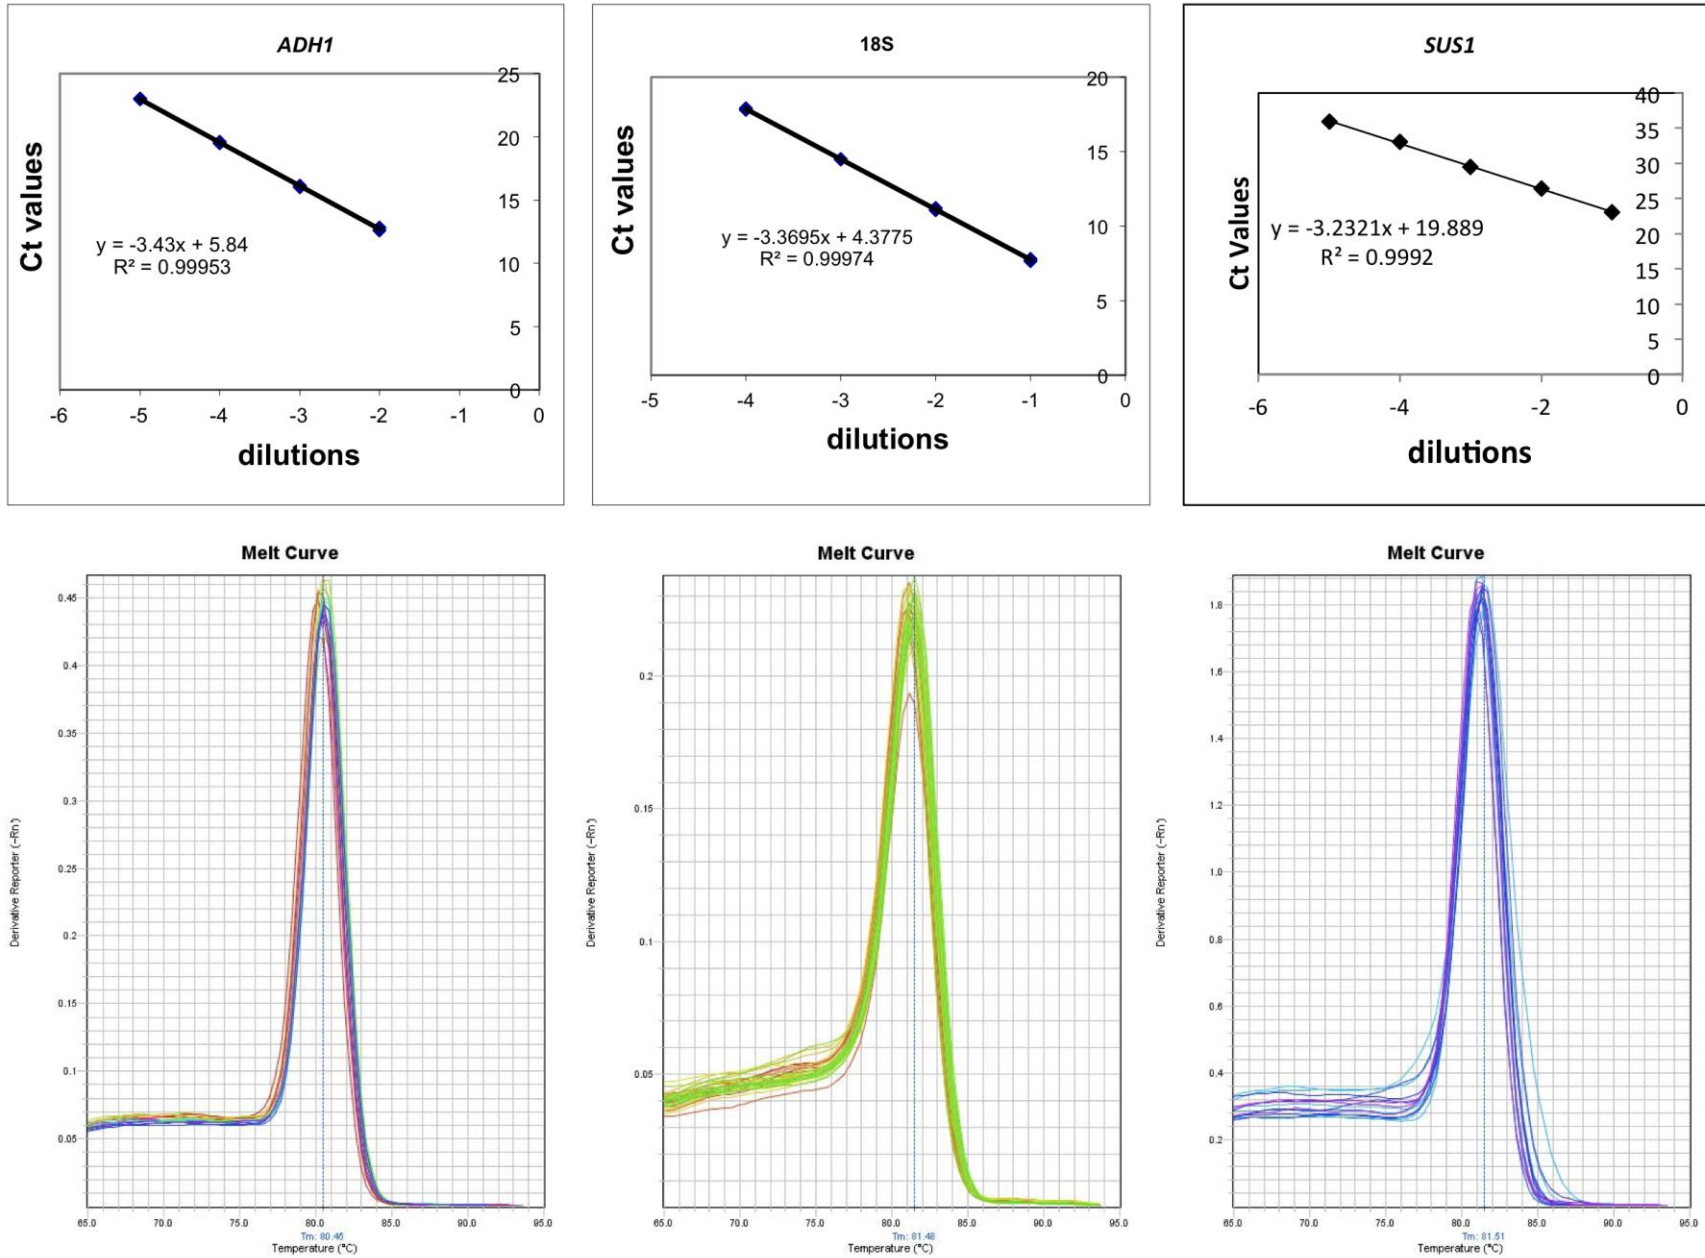 ADH1
Ct values
25
20
15
10
5
0
y = -3.43x + 5.84
R² = 0.99953
-6
-5
-4
-3
-2
-1
0
dilutions
18S
Ct values
20
15
10
5
0
y = -3.3695x + 4.3775
R² = 0.99974
-5
-4
-3
-2
-1
0
dilutions
SUS1
Ct Values
40
35
30
25
20
15
10
5
0
y = -3.2321x + 19.889
R² = 0.9992
-6
-4
-2
0
dilutions
Melt Curve
Derivative Reporter (-Rn')
0.45
0.4
0.35
0.3
0.25
0.2
0.15
0.1
0.05
65.0
70.0
75.0
80.0
85.0
90.0
95.0
Tm: 80.45
Temperature (°C)
Melt Curve
Derivative Reporter (-Rn')
0.2
0.15
0.1
0.05
65.0
70.0
75.0
80.0
85.0
90.0
95.0
Tm: 81.48
Temperature (°C)
Melt Curve
Derivative Reporter (-Rn')
1.8
1.6
1.4
1.2
1.0
0.8
0.6
0.4
0.2
65.0
70.0
75.0
80.0
85.0
90.0
95.0
Tm: 81.51
Temperature (°C)